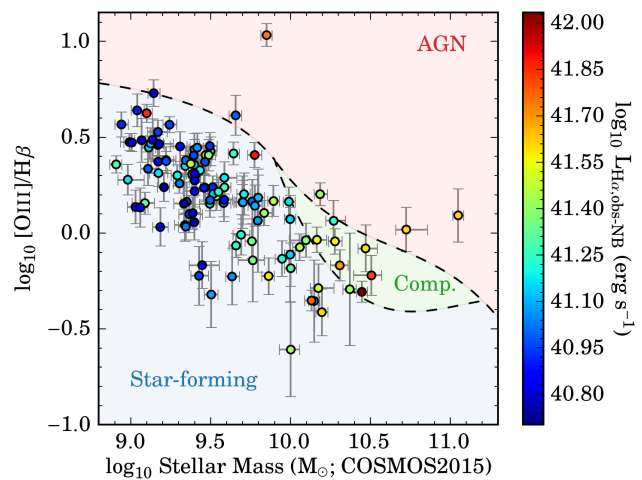 AGN
Comp.
Star-forming
1.0
0.5
0.0
−0.5
−1.0
log₁₀ [OIII]/Hβ
9.0 9.5 10.0 10.5 11.0
log₁₀ Stellar Mass (M⊙; COSMOS2015)
42.00
41.85
41.70
41.55
41.40
41.25
41.10
40.95
40.80
log₁₀ L_Hα,obs-NB (erg s⁻¹)